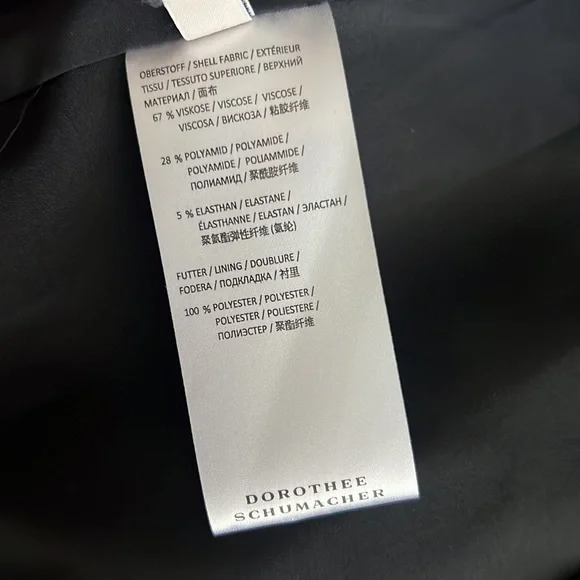 OBERSTOFF / SHELL FABRIC / EXTÉRIEUR
TISSU / TESSUTO SUPERIORE / ВЕРХНИЙ
МАТЕРИАЛ / 面布
67 % VISKOSE / VISCOSE / VISCOSE /
VISCOSA / ВИСКОЗА / 粘胶纤维
28 % POLYAMID / POLYAMIDE /
POLYAMIDE / POLIAMMIDE /
ПОЛИАМИД / 聚酰胺纤维
5 % ELASTHAN / ELASTANE /
ÉLASTHANNE / ELASTAN / ЭЛАСТАН /
聚氨酯弹性纤维 (氨纶)
FUTTER / LINING / DOUBLURE /
FODERA / ПОДКЛАДКА / 衬里
100 % POLYESTER / POLYESTER /
POLYESTER / POLIESTERE /
ПОЛИЭСТЕР / 聚酯纤维
DOROTHEE
SCHUMACHER